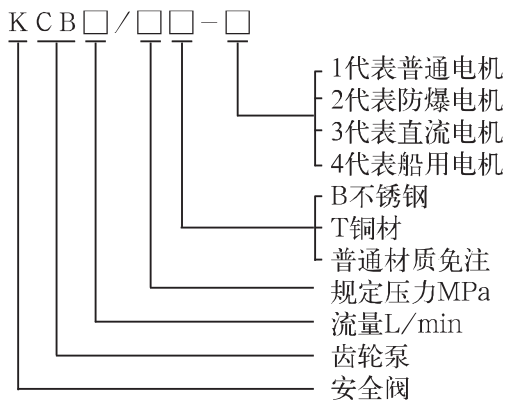 KCB□/□□-□
1代表普通电机
2代表防爆电机
3代表直流电机
4代表船用电机
B不锈钢
T铜材
普通材质免注
规定压力MPa
流量L/min
齿轮泵
安全阀